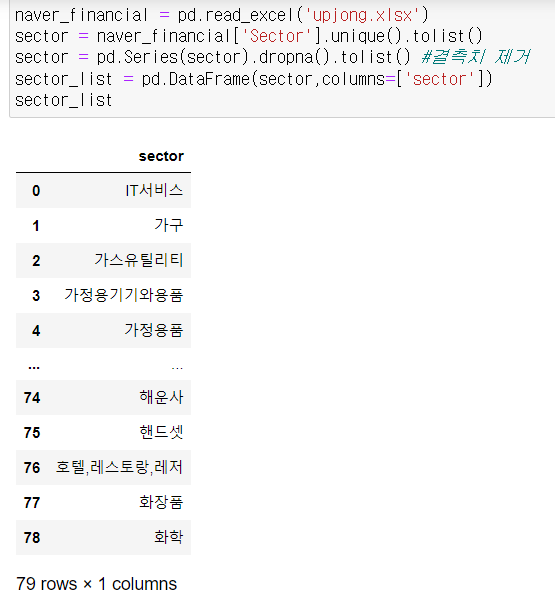 naver_financial = pd.read_excel('upjong.xlsx')
sector = naver_financial['Sector'].unique().tolist()
sector = pd.Series(sector).dropna().tolist() #결측치 제거
sector_list = pd.DataFrame(sector,columns=['sector'])
sector_list
sector
0 IT서비스
1 가구
2 가스유틸리티
3 가정용기기와용품
4 가정용품
... ...
74 해운사
75 핸드셋
76 호텔,레스토랑,레저
77 화장품
78 화학
79 rows × 1 columns